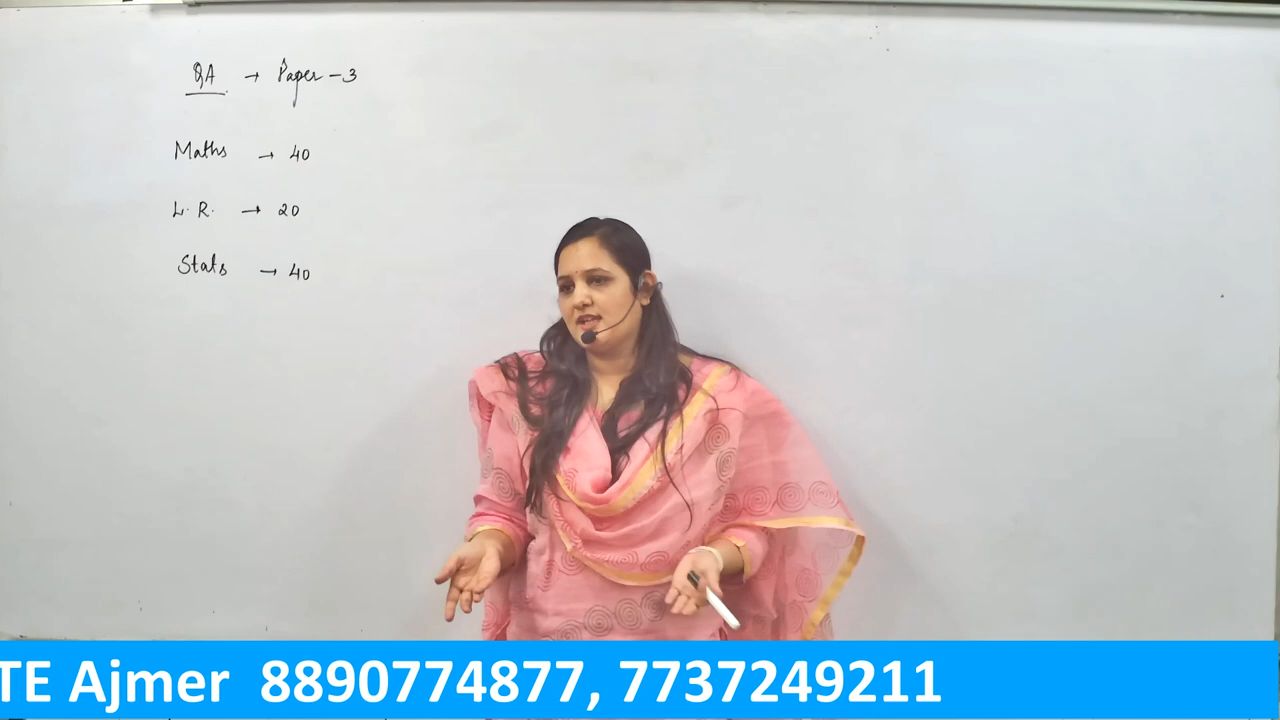 QA → Paper - 3
Maths → 40
L. R. → 20
Stats → 40
TE Ajmer 8890774877, 7737249211